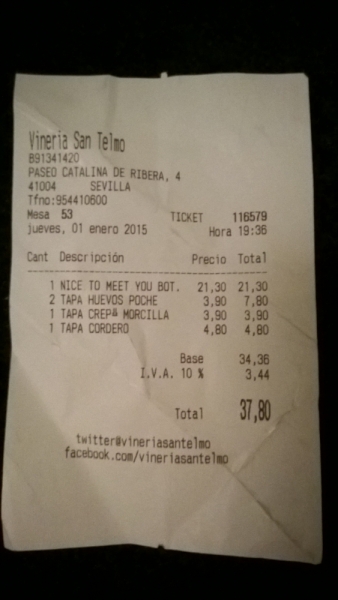 Vineria San Telmo
B91341420
PASEO CATALINA DE RIBERA, 4
41004 SEVILLA
Tfno:954410600
Mesa 53 TICKET 116579
jueves, 01 enero 2015 Hora 19:36
Cant Descripción Precio Total
1 NICE TO MEET YOU BOT. 21,30 21,30
2 TAPA HUEVOS POCHE 3,90 7,80
1 TAPA CREPª MORCILLA 3,90 3,90
1 TAPA CORDERO 4,80 4,80
Base 34,36
I.V.A. 10 % 3,44
Total 37,80
twitter@vineriasantelmo
facebook.com/vineriasantelmo